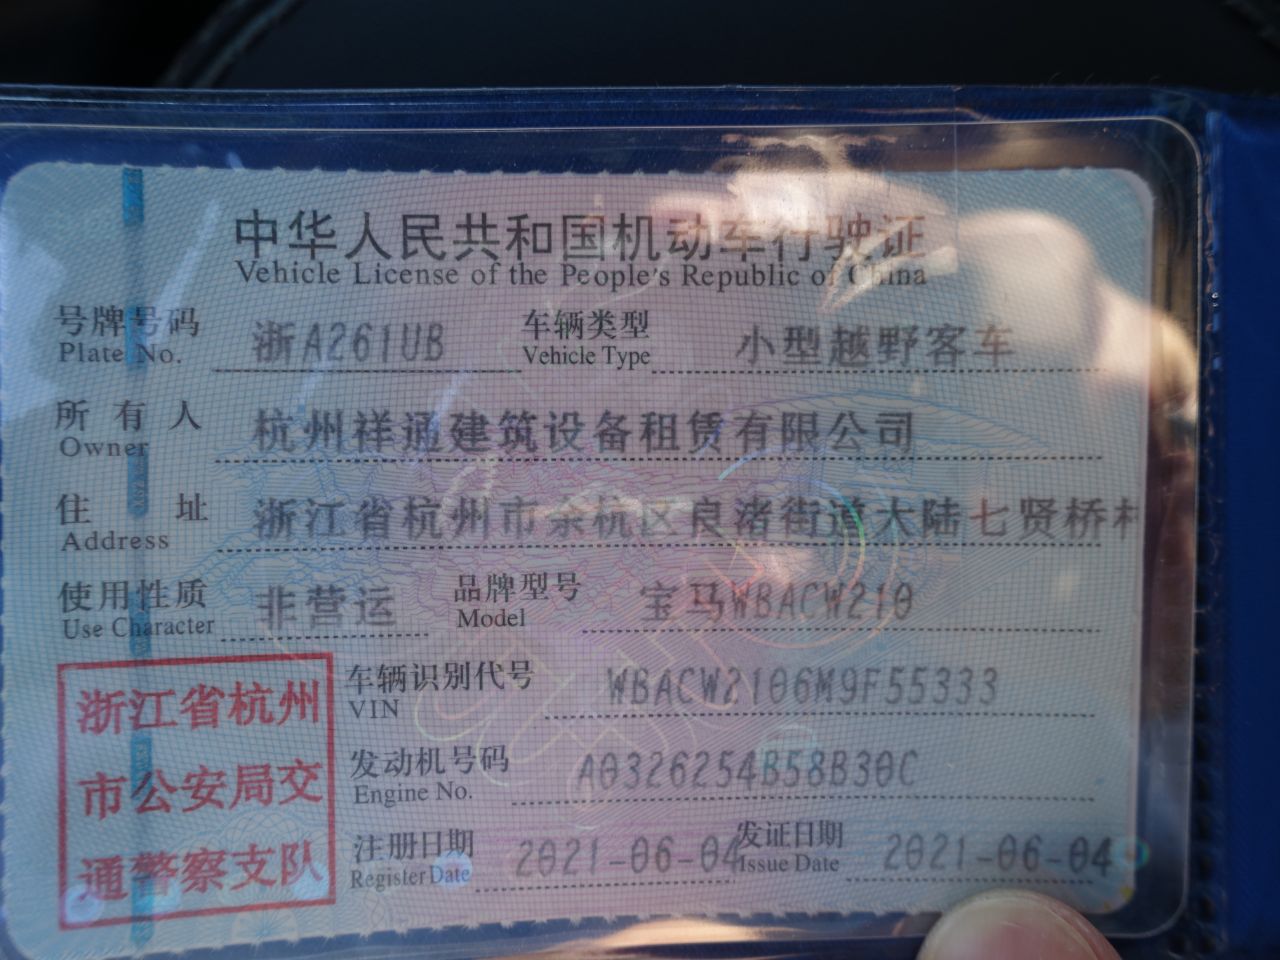 中华人民共和国机动车行驶证
Vehicle License of the People's Republic of China
号牌号码 浙A261UB 车辆类型 小型越野客车
Plate No. Vehicle Type
所有人 杭州祥通建筑设备租赁有限公司
Owner
住址 浙江省杭州市余杭区良渚街道大陆七贤桥村
Address
使用性质 非营运 品牌型号 宝马WBACW210
Use Character Model
浙江省杭州
市公安局交
通警察支队
车辆识别代号 WBACW2106M9F55333
VIN
发动机号码 A0326254B58B30C
Engine No.
注册日期 2021-06-04 发证日期 2021-06-04
Register Date Issue Date